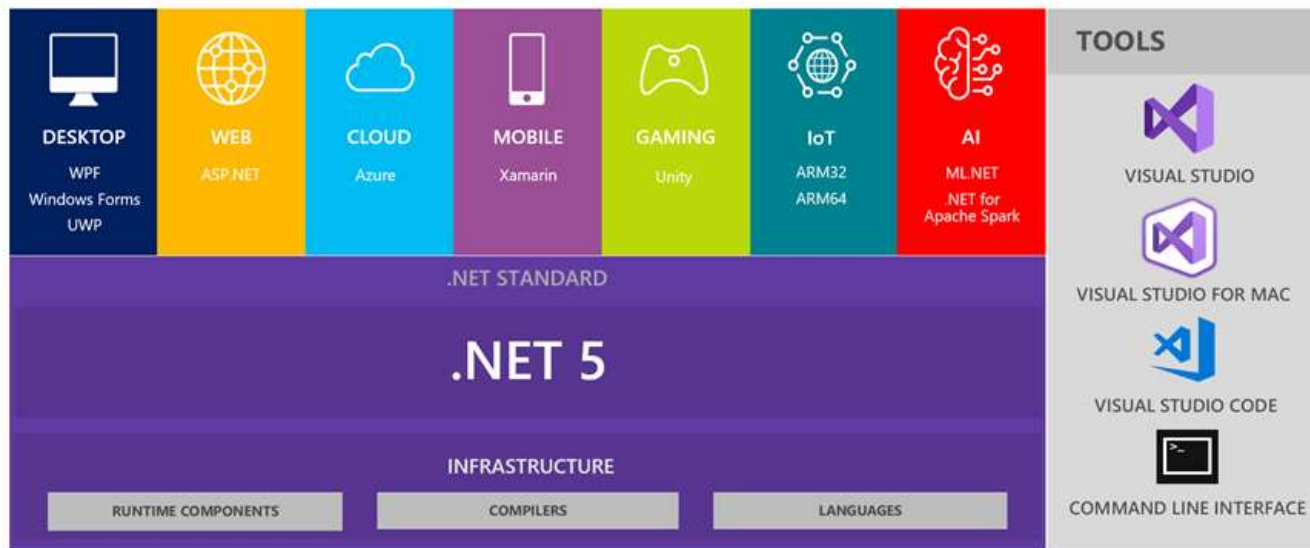 DESKTOP
WPF
Windows Forms
UWP
WEB
ASP.NET
CLOUD
Azure
MOBILE
Xamarin
GAMING
Unity
IoT
ARM32
ARM64
AI
ML.NET
.NET for
Apache Spark
.NET STANDARD
.NET 5
INFRASTRUCTURE
RUNTIME COMPONENTS
COMPILERS
LANGUAGES
TOOLS
VISUAL STUDIO
VISUAL STUDIO FOR MAC
VISUAL STUDIO CODE
>_
COMMAND LINE INTERFACE